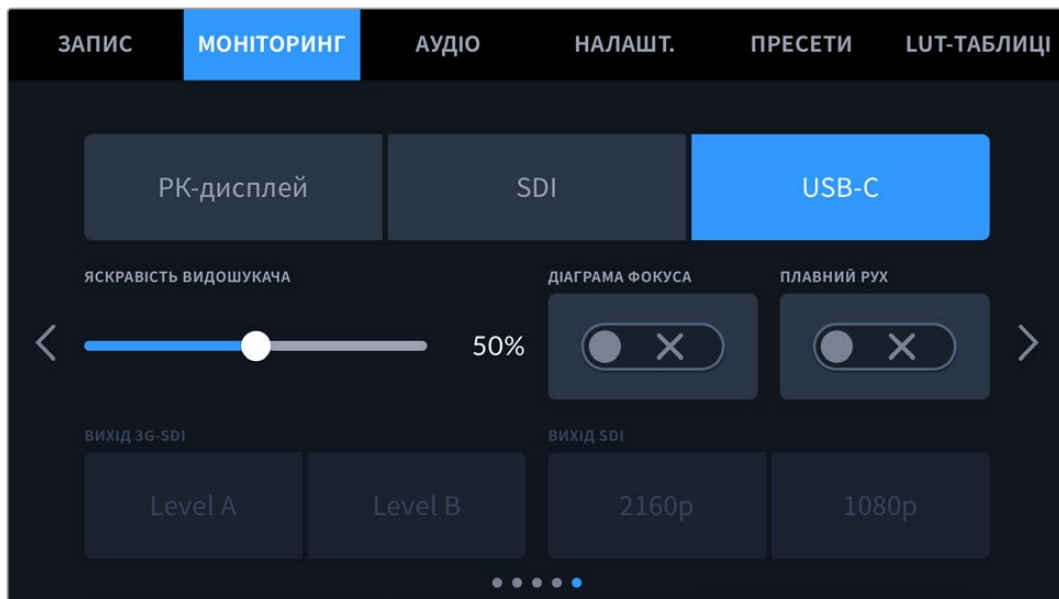 ЗАПИС МОНІТОРИНГ АУДІО НАЛАШТ. ПРЕСЕТИ LUT-ТАБЛИЦІ
РК-дисплей SDI USB-C
ЯСКРАВІСТЬ ВИДОШУКАЧА ДІАГРАМА ФОКУСА ПЛАВНИЙ РУХ
50%
ВИХІД 3G-SDI ВИХІД SDI
Level A Level B 2160p 1080p